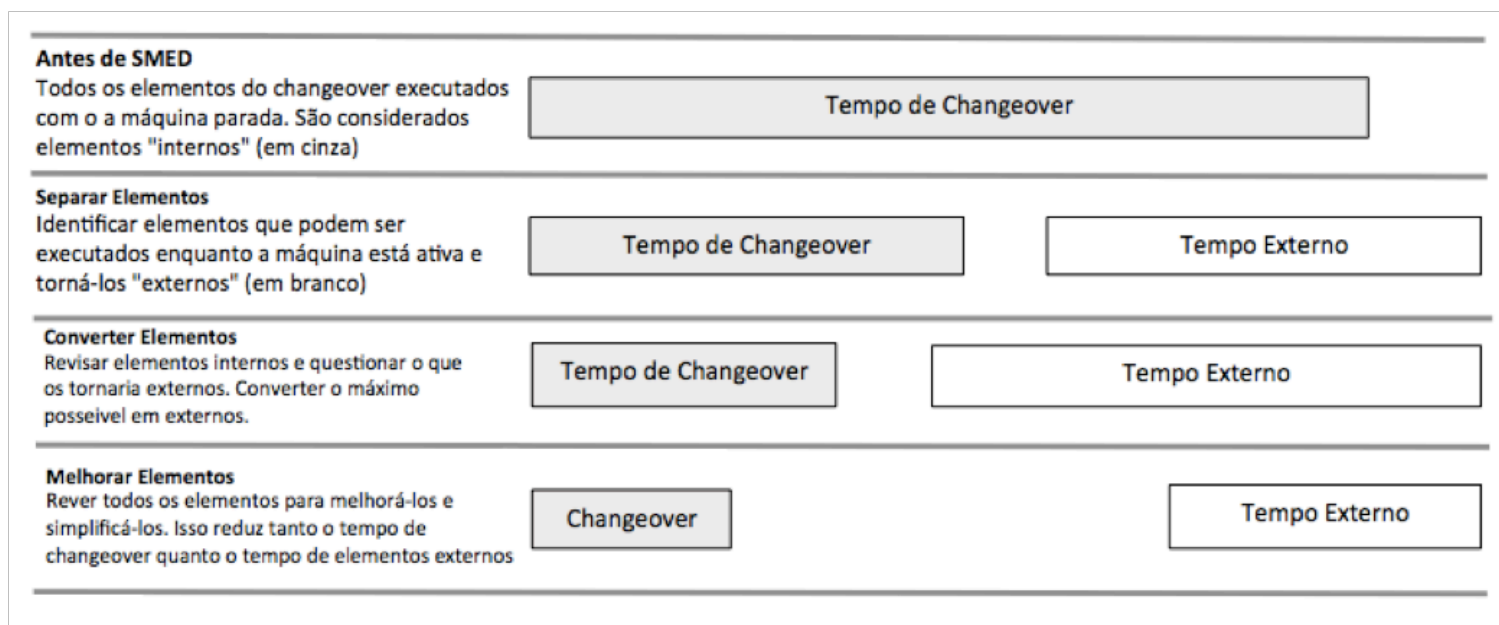 Antes de SMED
Todos os elementos do changeover executados
com o a máquina parada. São considerados
elementos "internos" (em cinza)
Tempo de Changeover
Separar Elementos
Identificar elementos que podem ser
executados enquanto a máquina está ativa e
torná-los "externos" (em branco)
Tempo de Changeover
Tempo Externo
Converter Elementos
Revisar elementos internos e questionar o que
os tornaria externos. Converter o máximo
posseivel em externos.
Tempo de Changeover
Tempo Externo
Melhorar Elementos
Rever todos os elementos para melhorá-los e
simplificá-los. Isso reduz tanto o tempo de
changeover quanto o tempo de elementos externos
Changeover
Tempo Externo